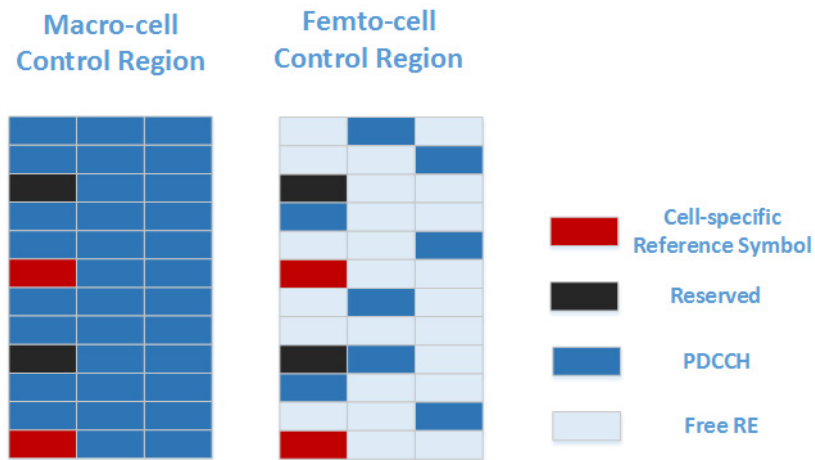 Macro-cell
Control Region
Femto-cell
Control Region
Cell-specific
Reference Symbol
Reserved
PDCCH
Free RE